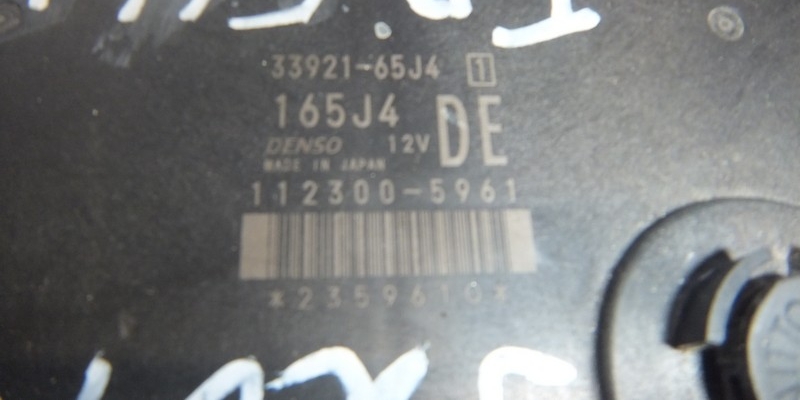 33921-65J4 1
165J4 DE
DENSO 12V
MADE IN JAPAN
112300-5961
*2359610*